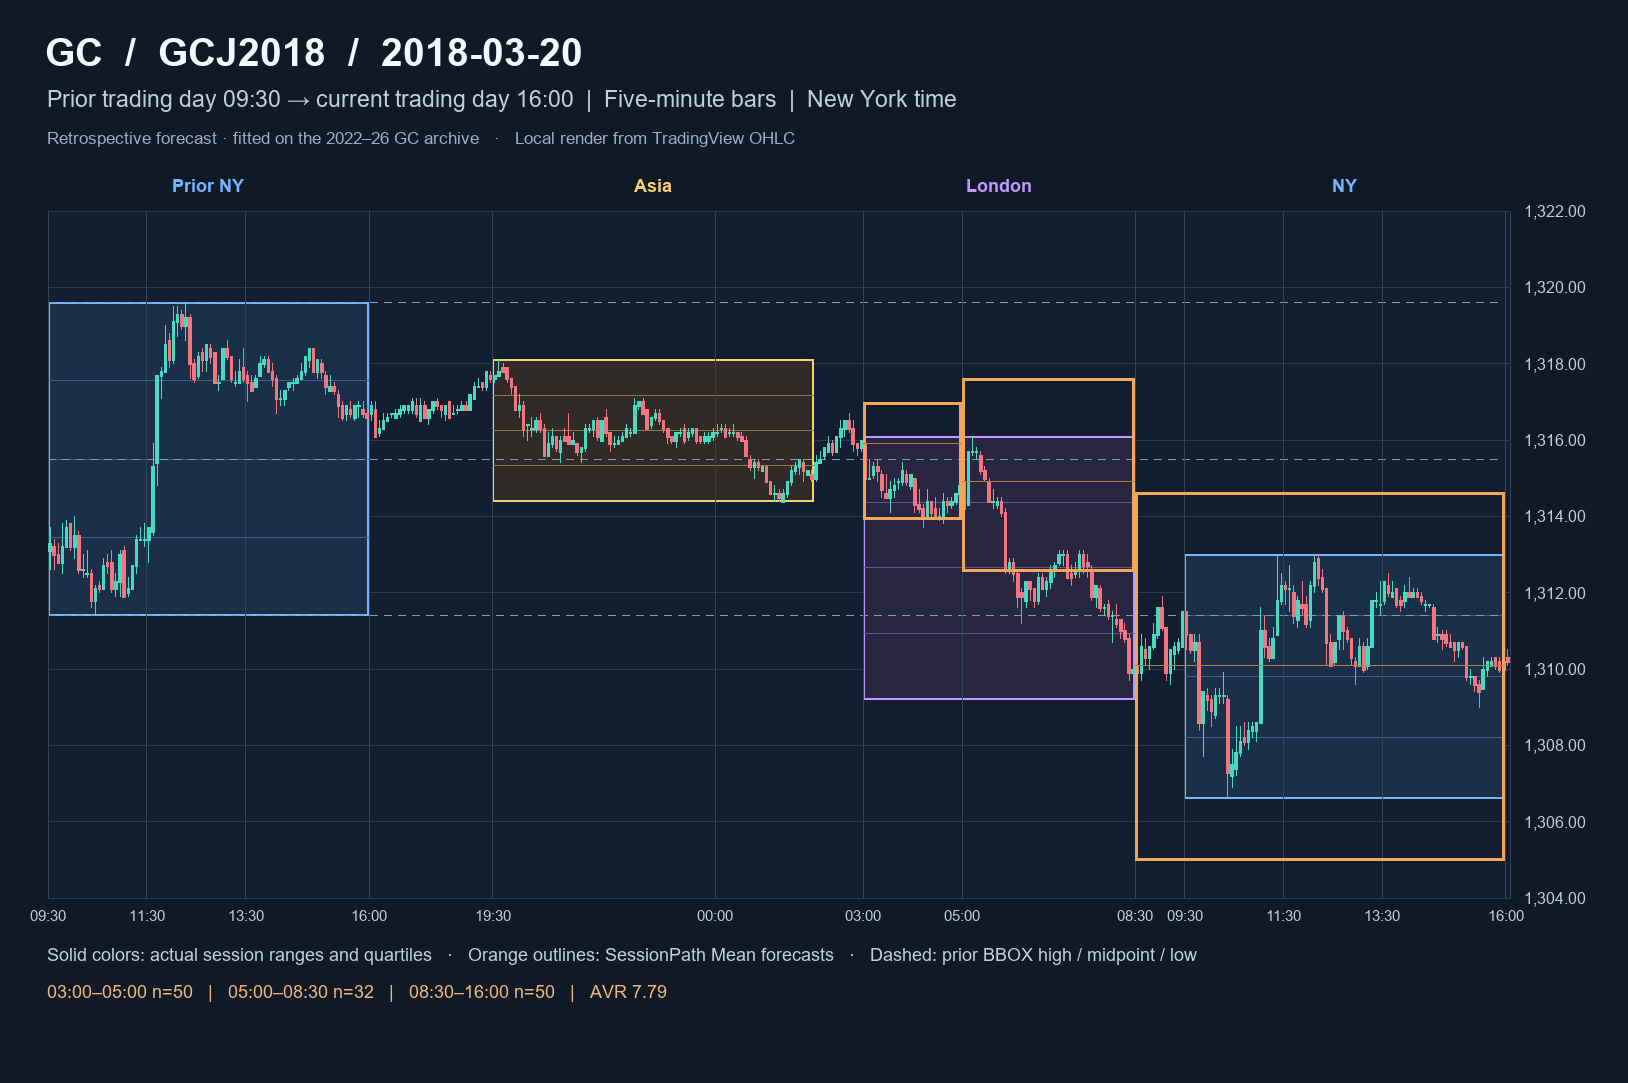 GC / GCJ2018 / 2018-03-20
Prior trading day 09:30 → current trading day 16:00 | Five-minute bars | New York time
Retrospective forecast · fitted on the 2022–26 GC archive · Local render from TradingView OHLC
Prior NY Asia London NY
1,322.00
1,320.00
1,318.00
1,316.00
1,314.00
1,312.00
1,310.00
1,308.00
1,306.00
1,304.00
09:30 11:30 13:30 16:00 19:30 00:00 03:00 05:00 08:30 09:30 11:30 13:30 16:00
Solid colors: actual session ranges and quartiles · Orange outlines: SessionPath Mean forecasts · Dashed: prior BBOX high / midpoint / low
03:00–05:00 n=50 | 05:00–08:30 n=32 | 08:30–16:00 n=50 | AVR 7.79